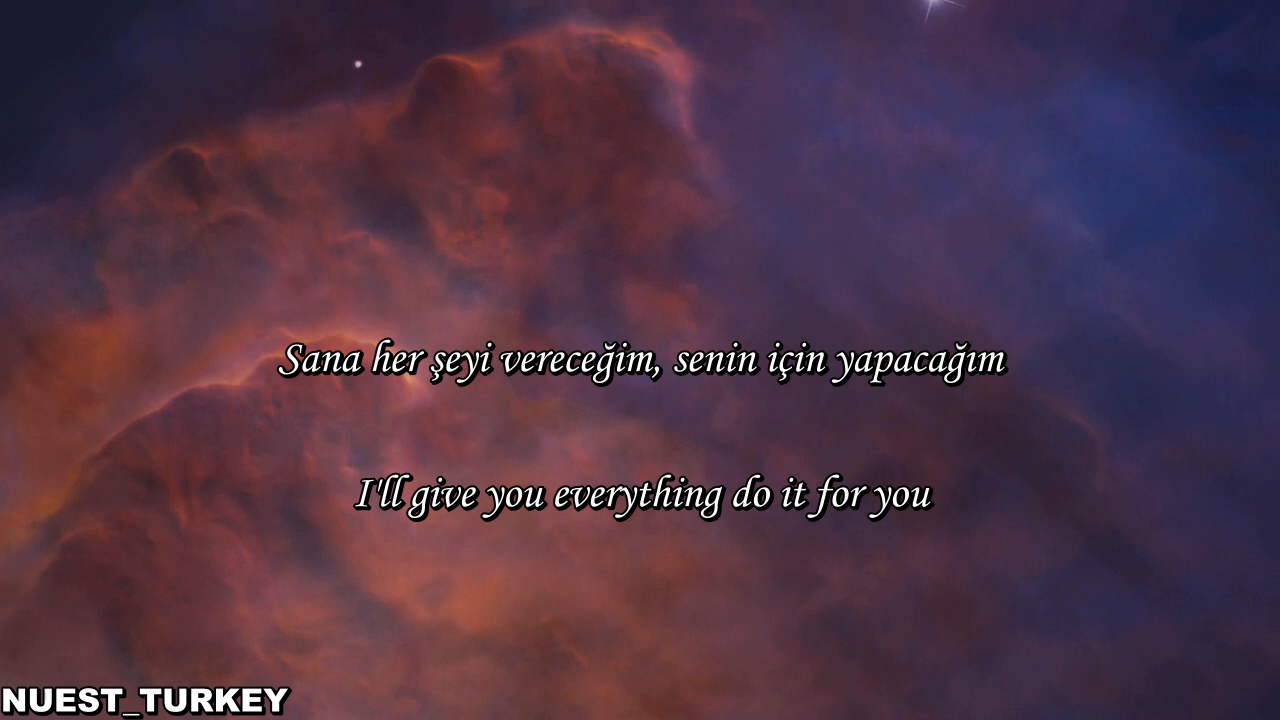 Sana her şeyi vereceğim, senin için yapacağım
I'll give you everything do it for you
NUEST_TURKEY